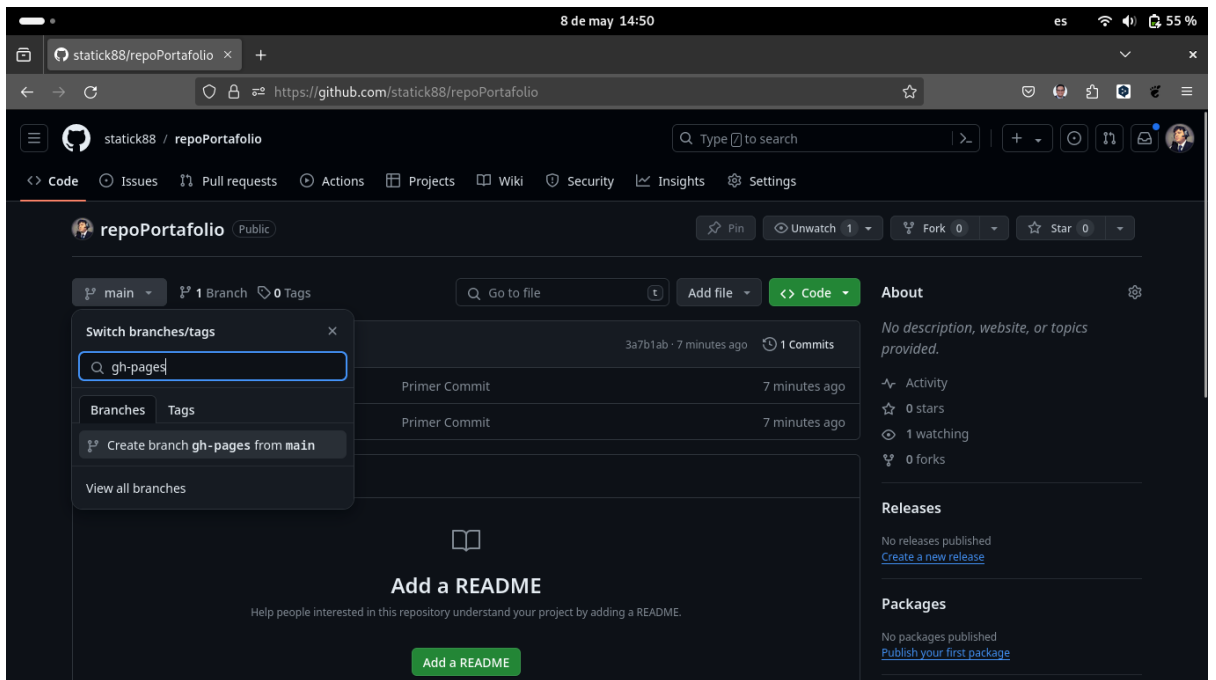 8 de may 14:50
es
55 %
statick88/repoPortafolio
https://github.com/statick88/repoPortafolio
statick88 / repoPortafolio
Type / to search
Code
Issues
Pull requests
Actions
Projects
Wiki
Security
Insights
Settings
repoPortafolio Public
Pin
Unwatch 1
Fork 0
Star 0
main
1 Branch
0 Tags
Go to file
t
Add file
Code
Switch branches/tags
gh-pages
Branches
Tags
Create branch gh-pages from main
View all branches
3a7b1ab · 7 minutes ago
1 Commits
Primer Commit
7 minutes ago
Primer Commit
7 minutes ago
Add a README
Help people interested in this repository understand your project by adding a README.
Add a README
About
No description, website, or topics
provided.
Activity
0 stars
1 watching
0 forks
Releases
No releases published
Create a new release
Packages
No packages published
Publish your first package